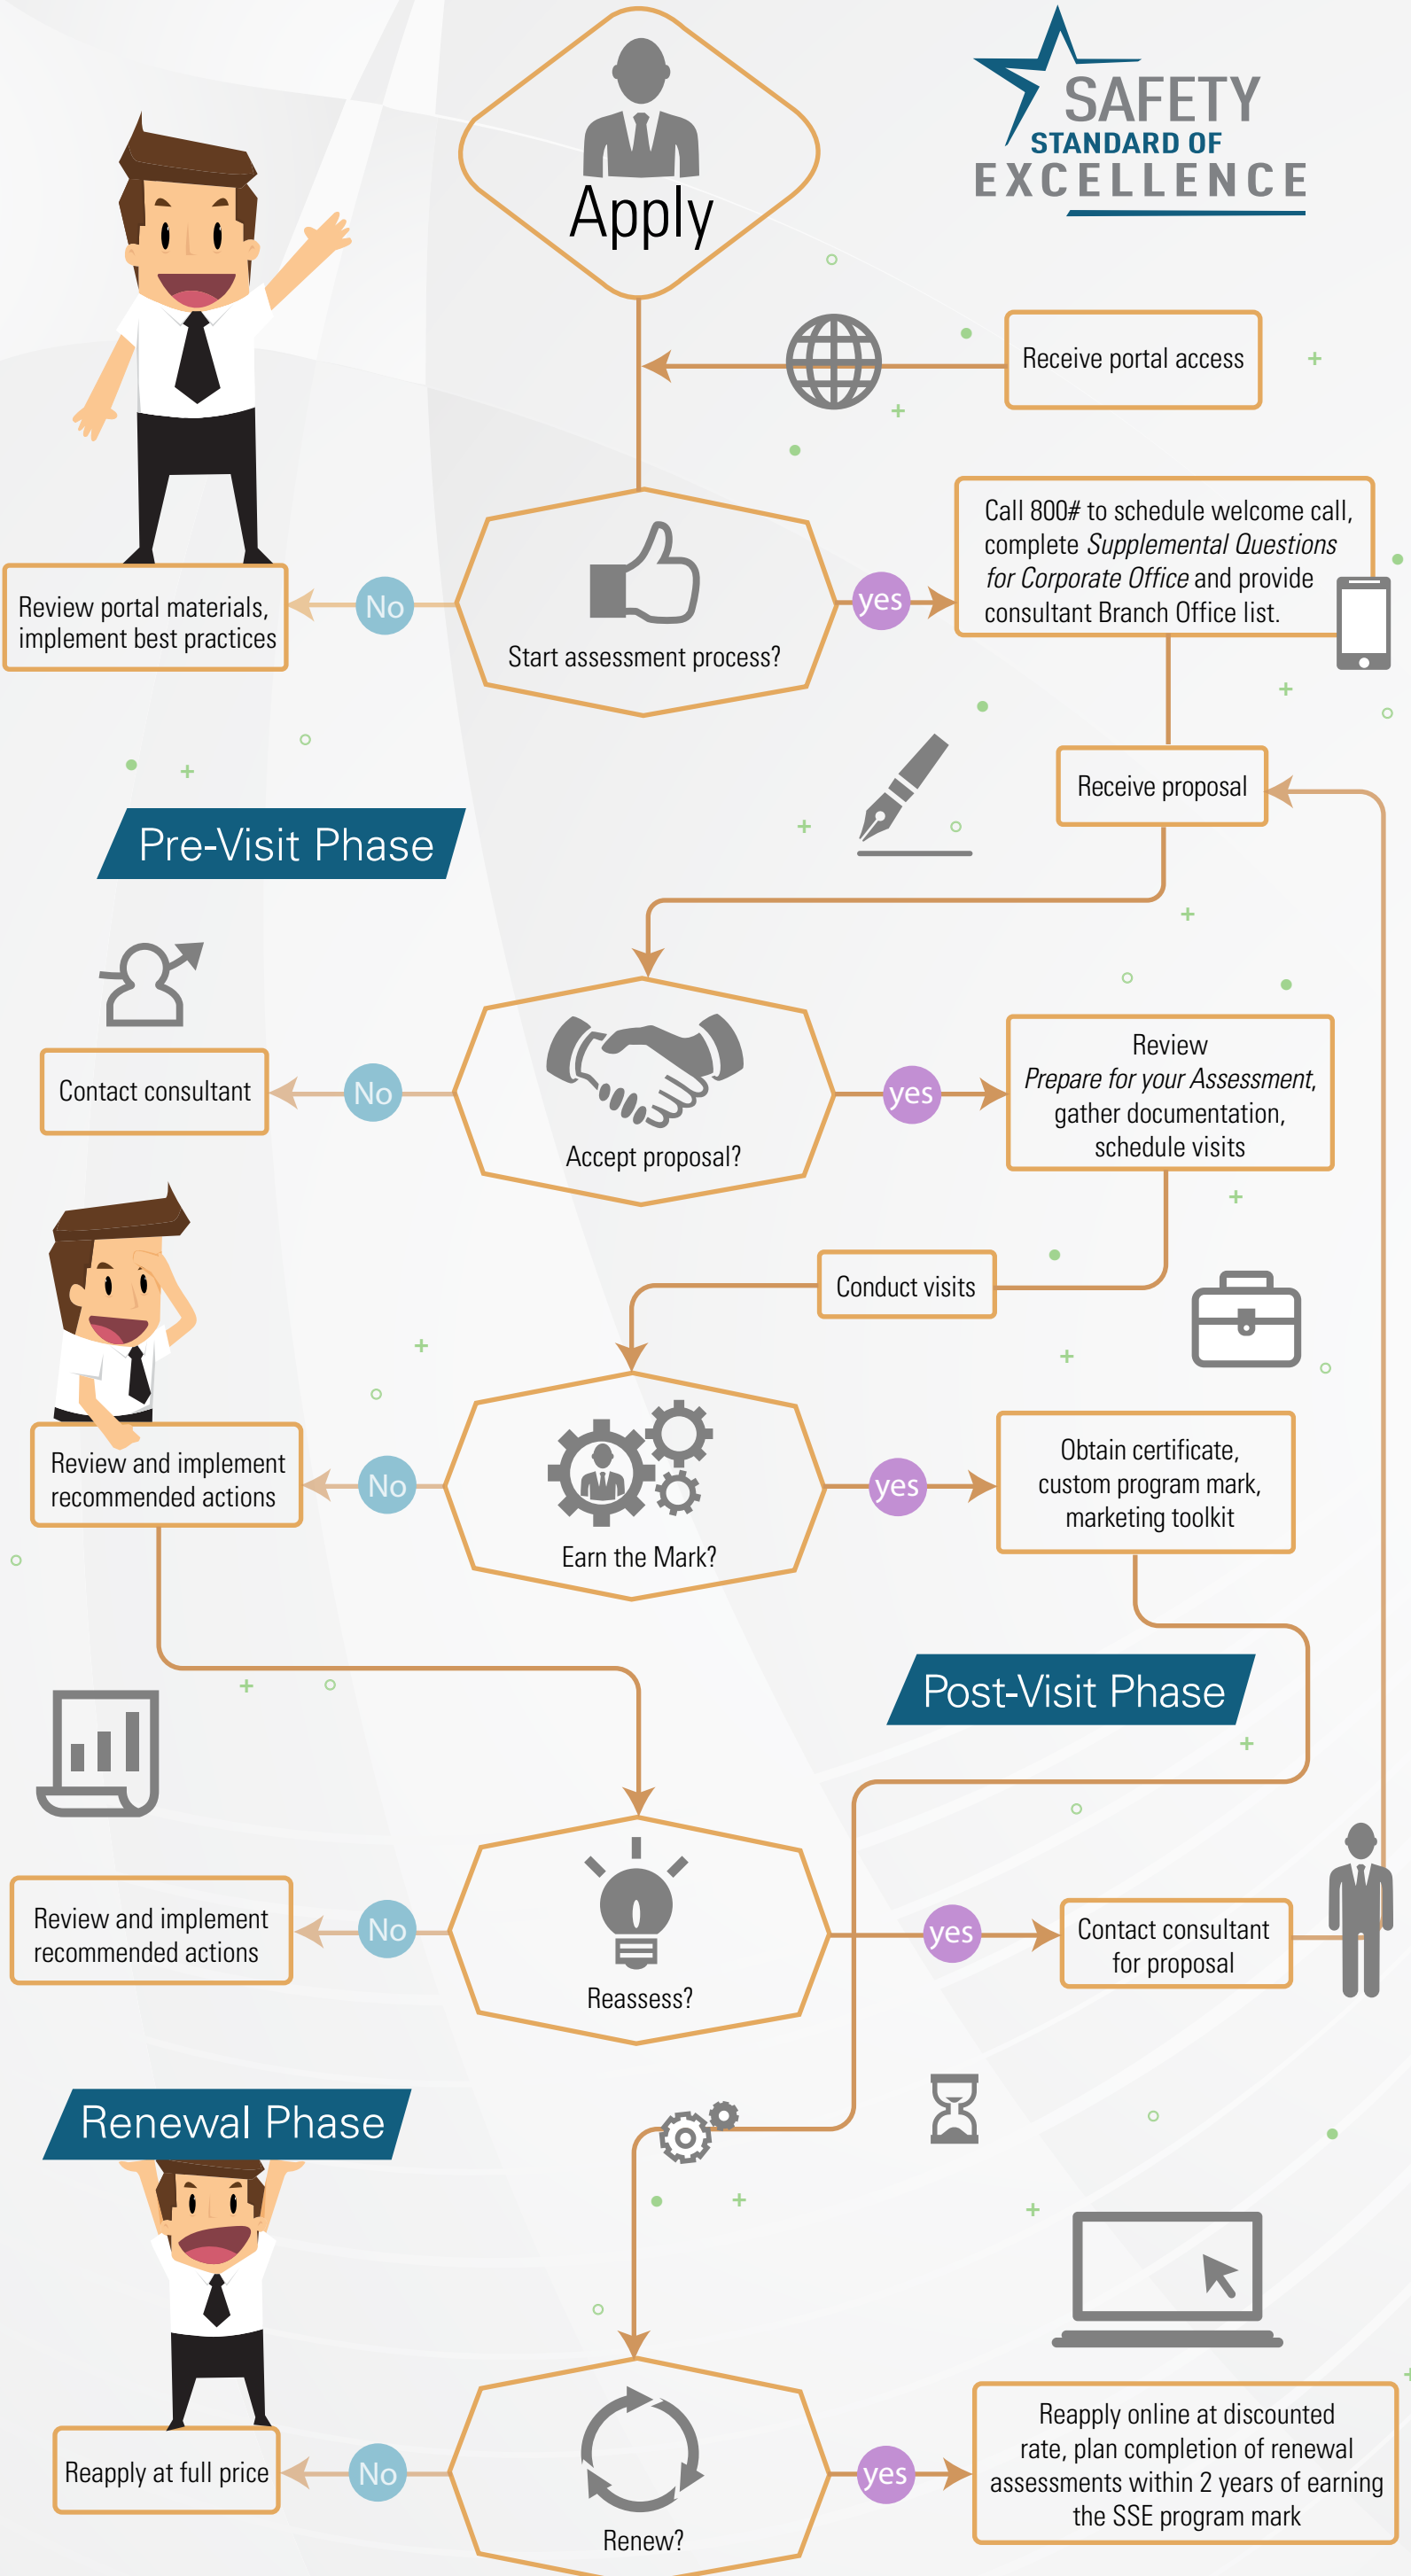 SAFETY
STANDARD OF
EXCELLENCE
Apply
Receive portal access
Call 800# to schedule welcome call,
complete Supplemental Questions
for Corporate Office and provide
consultant Branch Office list.
yes
Start assessment process?
No
Review portal materials,
implement best practices
Receive proposal
Pre-Visit Phase
Accept proposal?
No
Contact consultant
yes
Review
Prepare for your Assessment,
gather documentation,
schedule visits
Conduct visits
Earn the Mark?
No
Review and implement
recommended actions
yes
Obtain certificate,
custom program mark,
marketing toolkit
Post-Visit Phase
Reassess?
No
Review and implement
recommended actions
yes
Contact consultant
for proposal
Renewal Phase
Renew?
No
Reapply at full price
yes
Reapply online at discounted
rate, plan completion of renewal
assessments within 2 years of earning
the SSE program mark